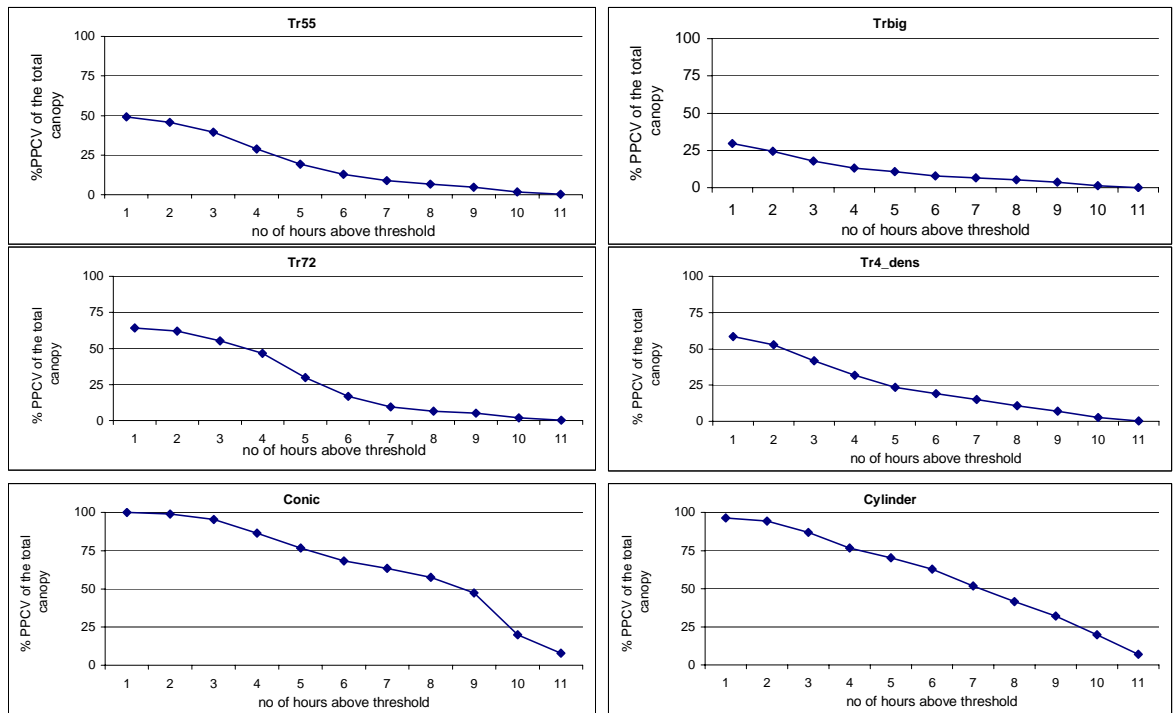 Tr55
100
75
50
25
0
%PPCV of the total
canopy
1 2 3 4 5 6 7 8 9 10 11
no of hours above threshold
Trbig
100
75
50
25
0
% PPCV of the total
canopy
1 2 3 4 5 6 7 8 9 10 11
no of hours above threshold
Tr72
100
75
50
25
0
% PPCV of the total
canopy
1 2 3 4 5 6 7 8 9 10 11
no of hours above threshold
Tr4_dens
100
75
50
25
0
% PPCV of the total
canopy
1 2 3 4 5 6 7 8 9 10 11
no of hours above threshold
Conic
100
75
50
25
0
% PPCV of the total
canopy
1 2 3 4 5 6 7 8 9 10 11
no of hours above threshold
Cylinder
100
75
50
25
0
% PPCV of the total
canopy
1 2 3 4 5 6 7 8 9 10 11
no of hours above threshold